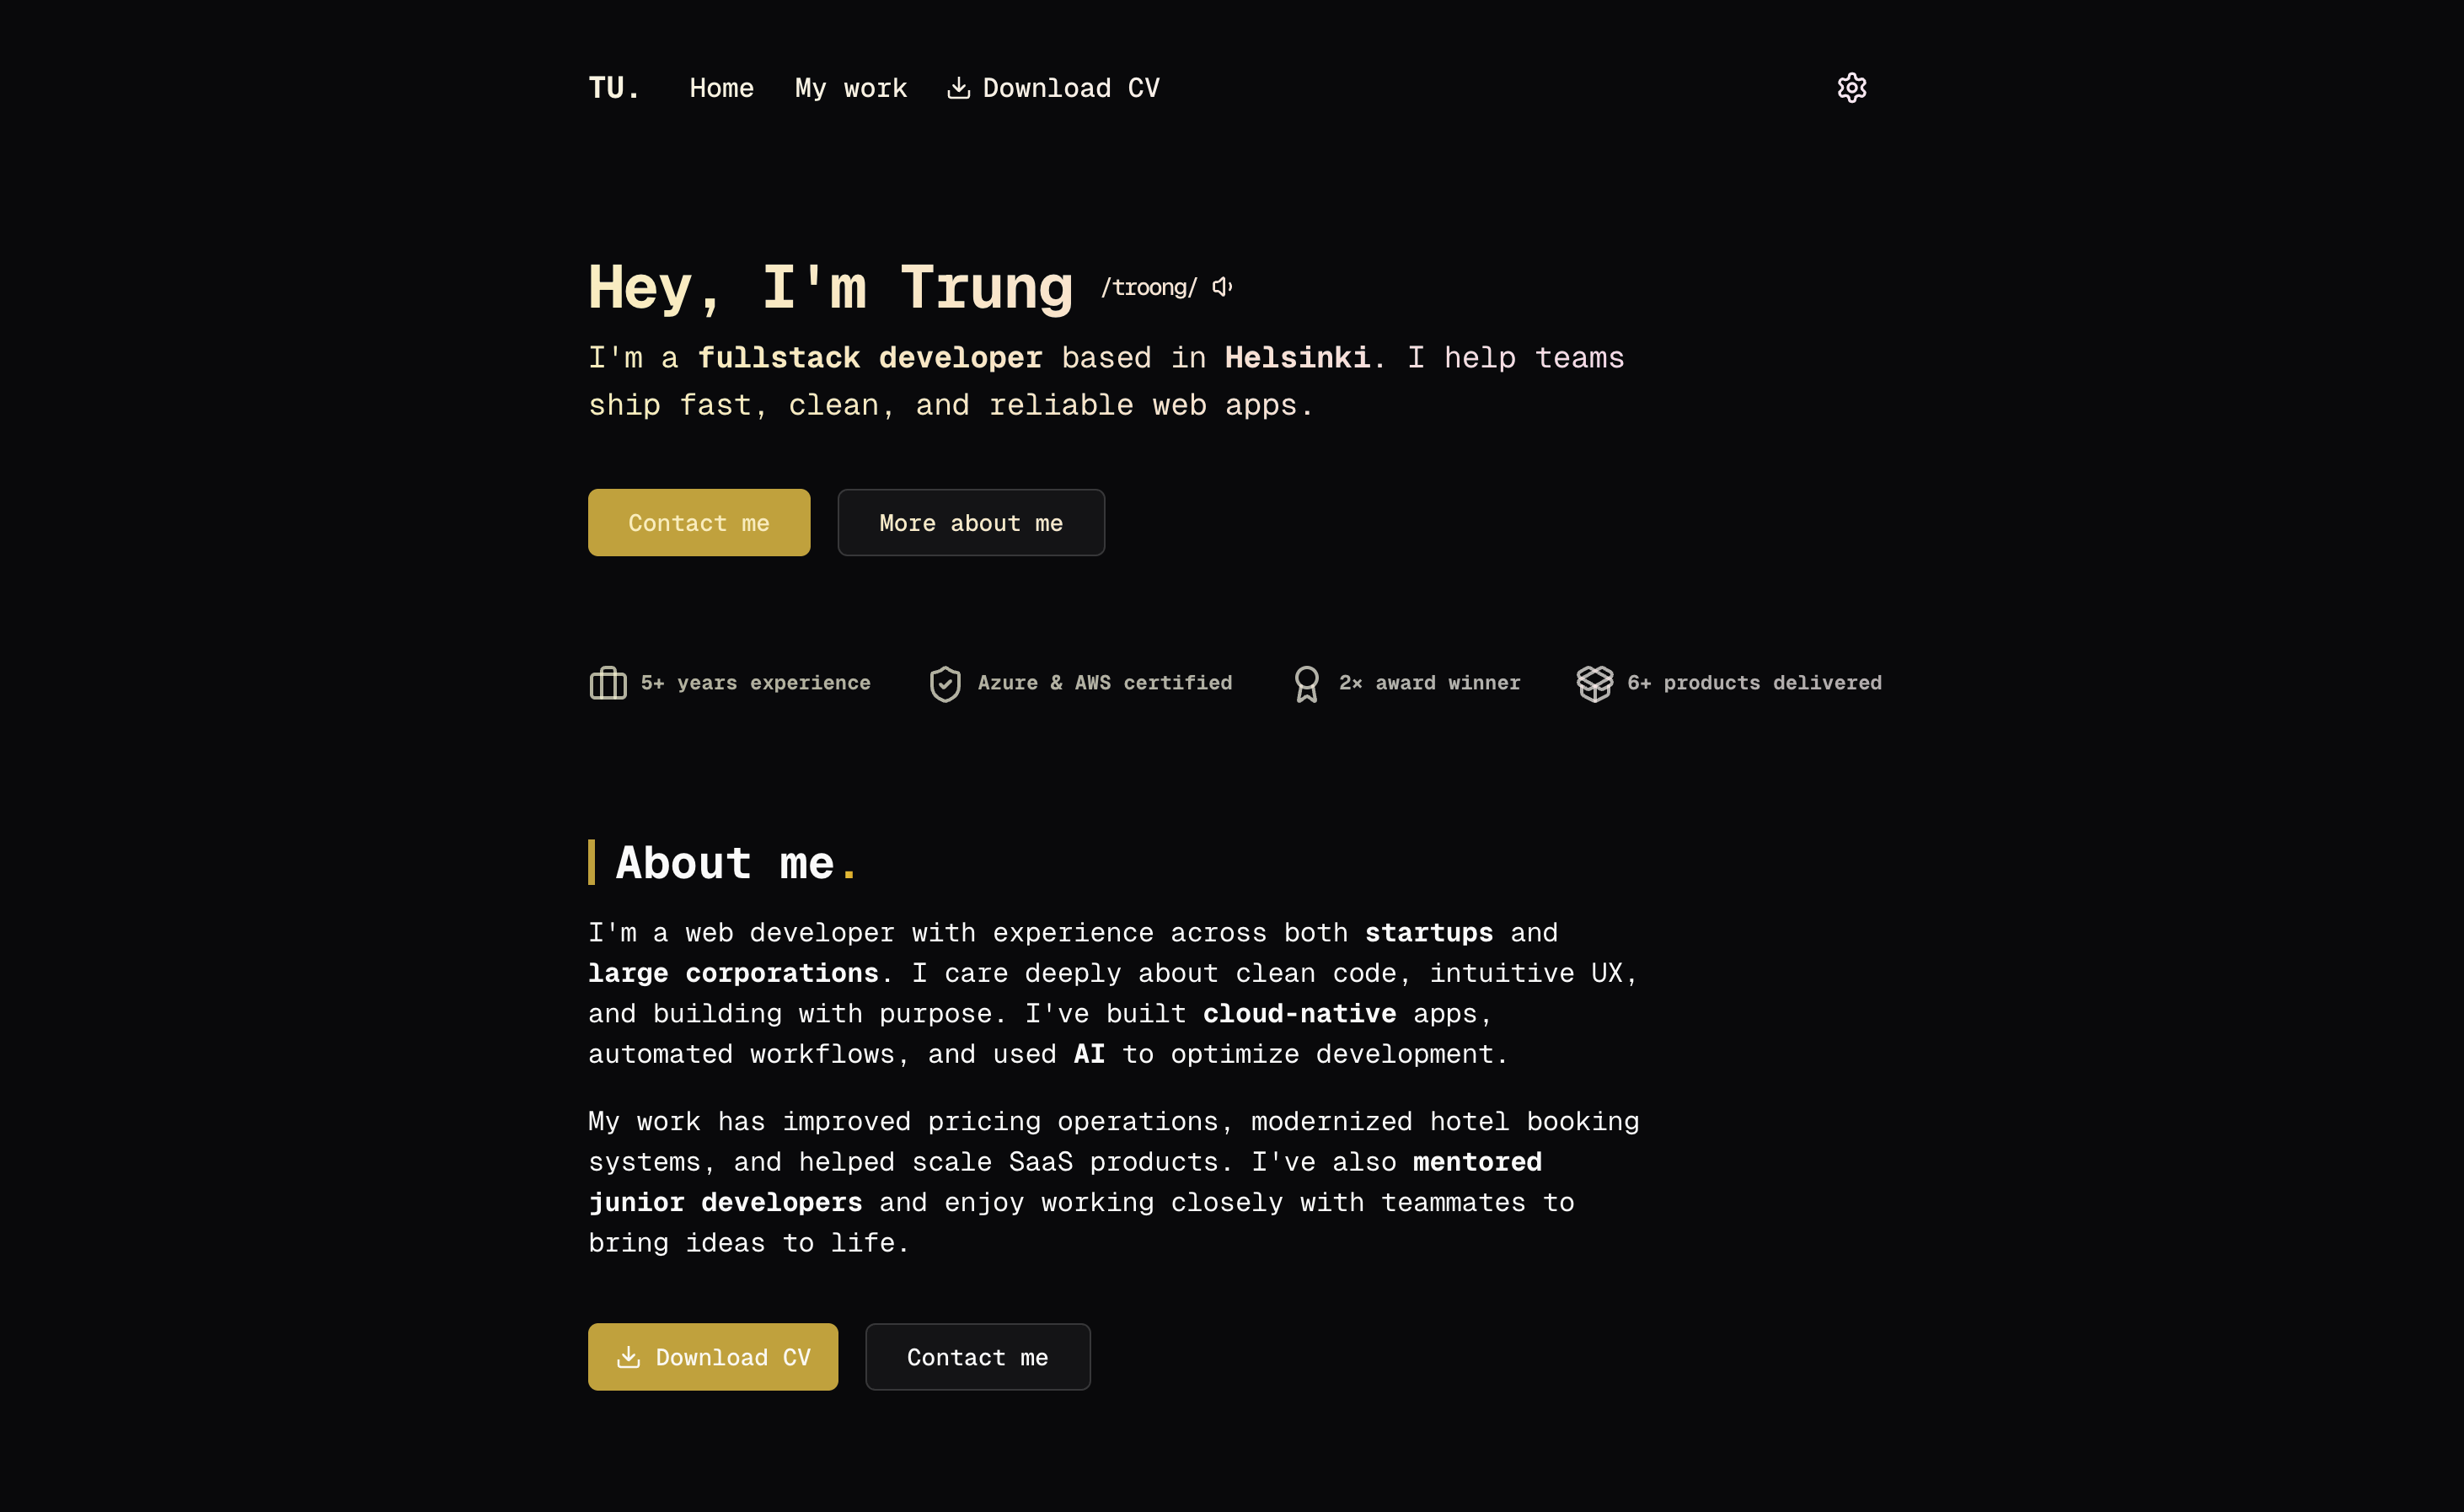 TU. Home My work Download CV
Hey, I'm Trung /troong/
I'm a fullstack developer based in Helsinki. I help teams
ship fast, clean, and reliable web apps.
Contact me More about me
5+ years experience Azure & AWS certified 2× award winner 6+ products delivered
About me.
I'm a web developer with experience across both startups and
large corporations. I care deeply about clean code, intuitive UX,
and building with purpose. I've built cloud-native apps,
automated workflows, and used AI to optimize development.
My work has improved pricing operations, modernized hotel booking
systems, and helped scale SaaS products. I've also mentored
junior developers and enjoy working closely with teammates to
bring ideas to life.
Download CV Contact me